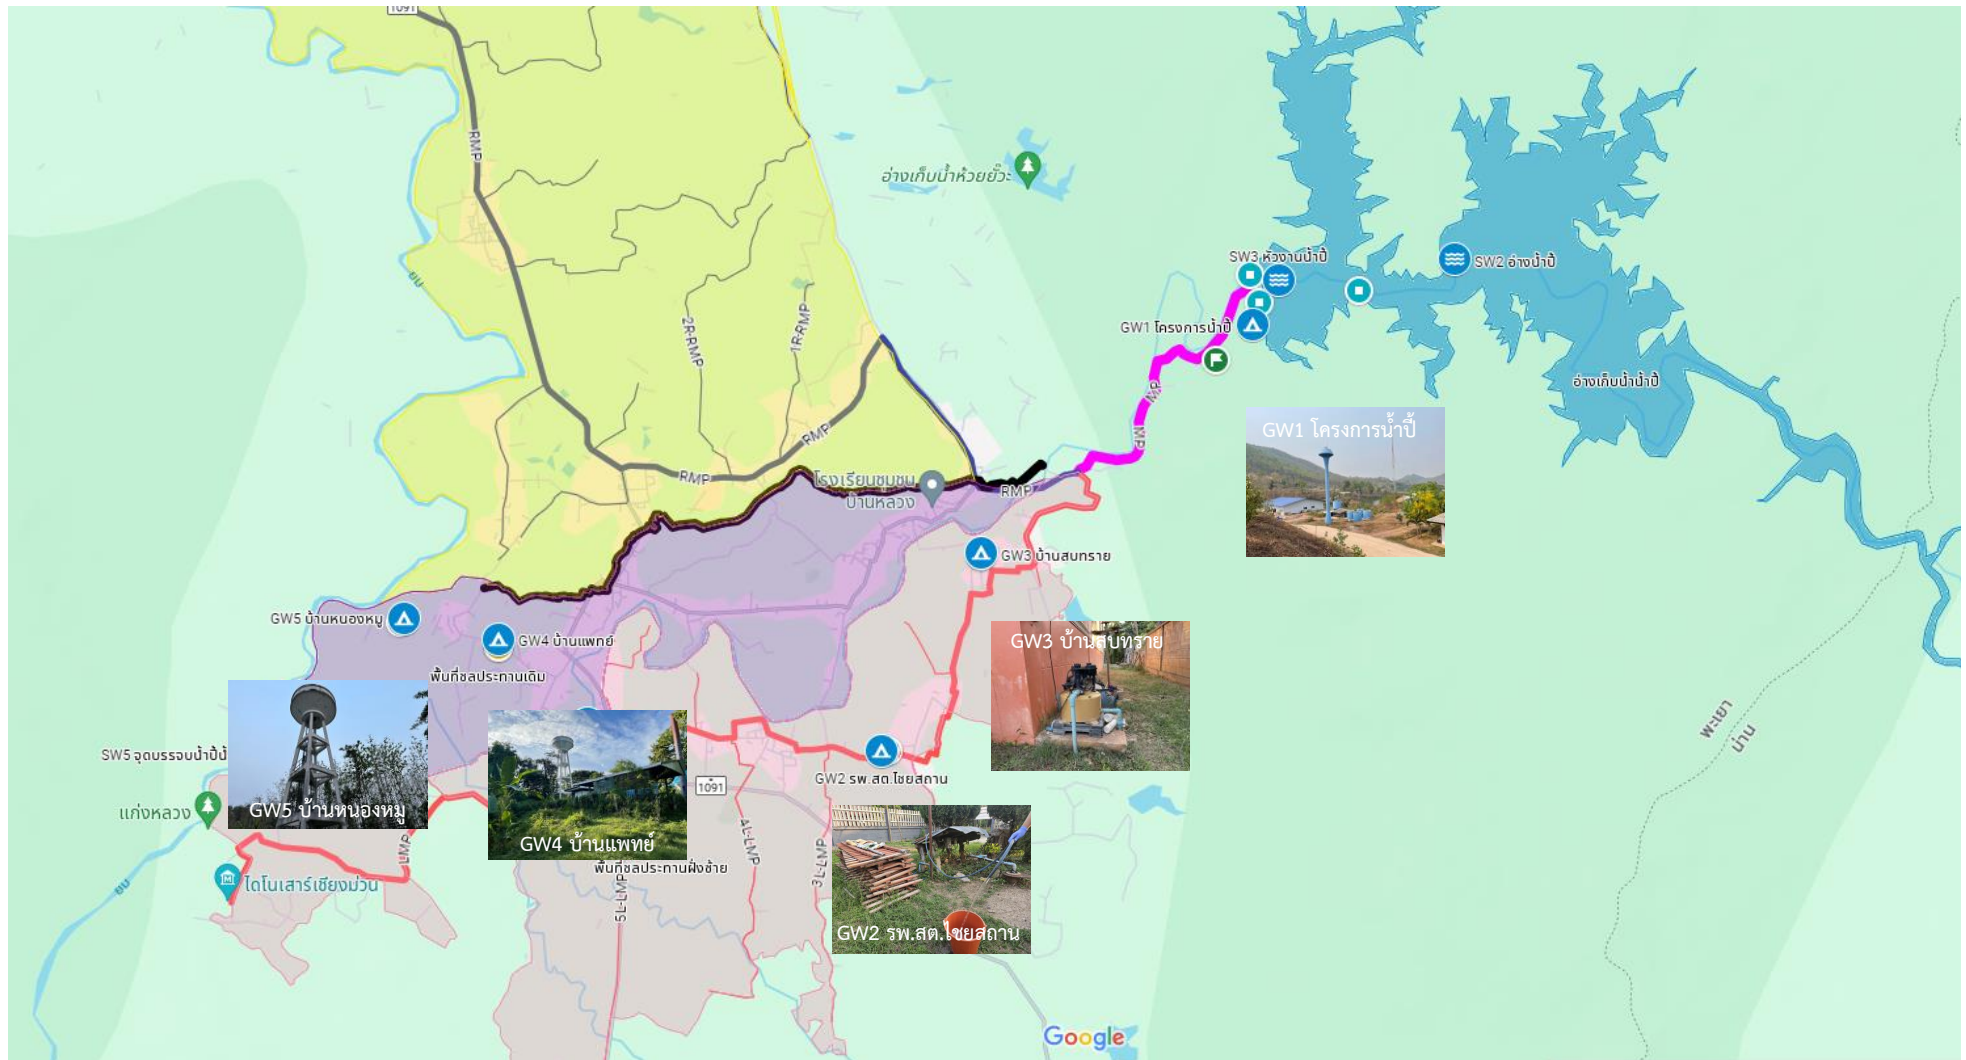 1091
RMP
อ่างเก็บน้ำห้วยยั๊วะ
ยม
2R-RMP
1R-RMP
SW3 หัวงานน้ำปี้
SW2 อ่างน้ำปี้
GW1 โครงการน้ำปี้
MP
MP
อ่างเก็บน้ำน้ำปี้
GW1 โครงการน้ำปี้
RMP
RMP
โรงเรียนชุมชน
บ้านหลวง
RMP
GW3 บ้านสบทราย
GW5 บ้านหนองหมู
GW4 บ้านแพทย์
GW3 บ้านสบทราย
พื้นที่ชลประทานเดิม
พะเยา
น่าน
SW5 จุดบรรจบน้ำปี้น้
GW2 รพ.สต.ไชยสถาน
1091
แก่งหลวง
GW5 บ้านหนองหมู
GW4 บ้านแพทย์
LMP
4L-LMP
3L-LMP
พื้นที่ชลประทานฝั่งซ้าย
5L-LMP
ไดโนเสาร์เชียงม่วน
ยม
GW2 รพ.สต.ไชยสถาน
Google